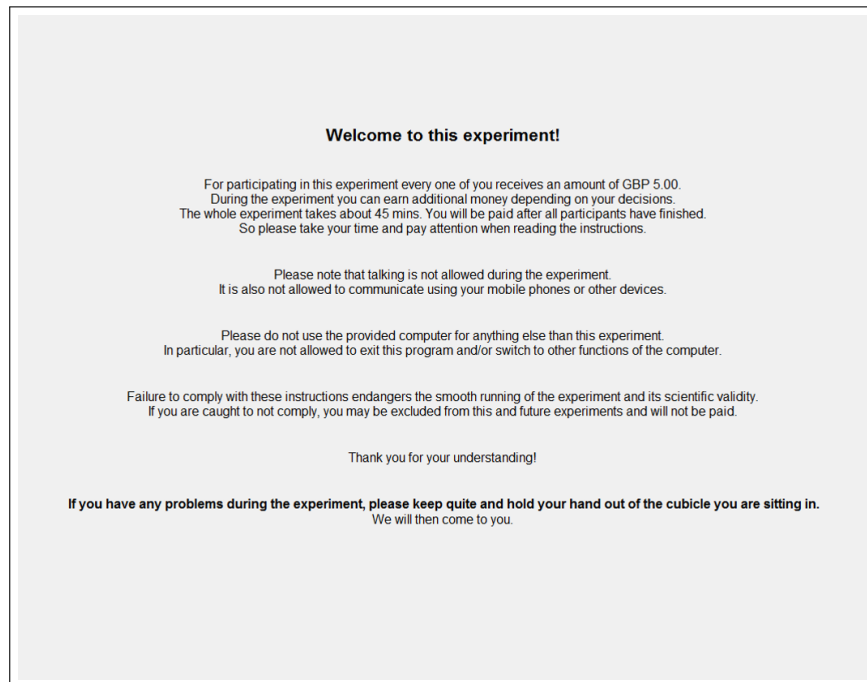 Welcome to this experiment!
For participating in this experiment every one of you receives an amount of GBP 5.00.
During the experiment you can earn additional money depending on your decisions.
The whole experiment takes about 45 mins. You will be paid after all participants have finished.
So please take your time and pay attention when reading the instructions.
Please note that talking is not allowed during the experiment.
It is also not allowed to communicate using your mobile phones or other devices.
Please do not use the provided computer for anything else than this experiment.
In particular, you are not allowed to exit this program and/or switch to other functions of the computer.
Failure to comply with these instructions endangers the smooth running of the experiment and its scientific validity.
If you are caught to not comply, you may be excluded from this and future experiments and will not be paid.
Thank you for your understanding!
If you have any problems during the experiment, please keep quite and hold your hand out of the cubicle you are sitting in.
We will then come to you.